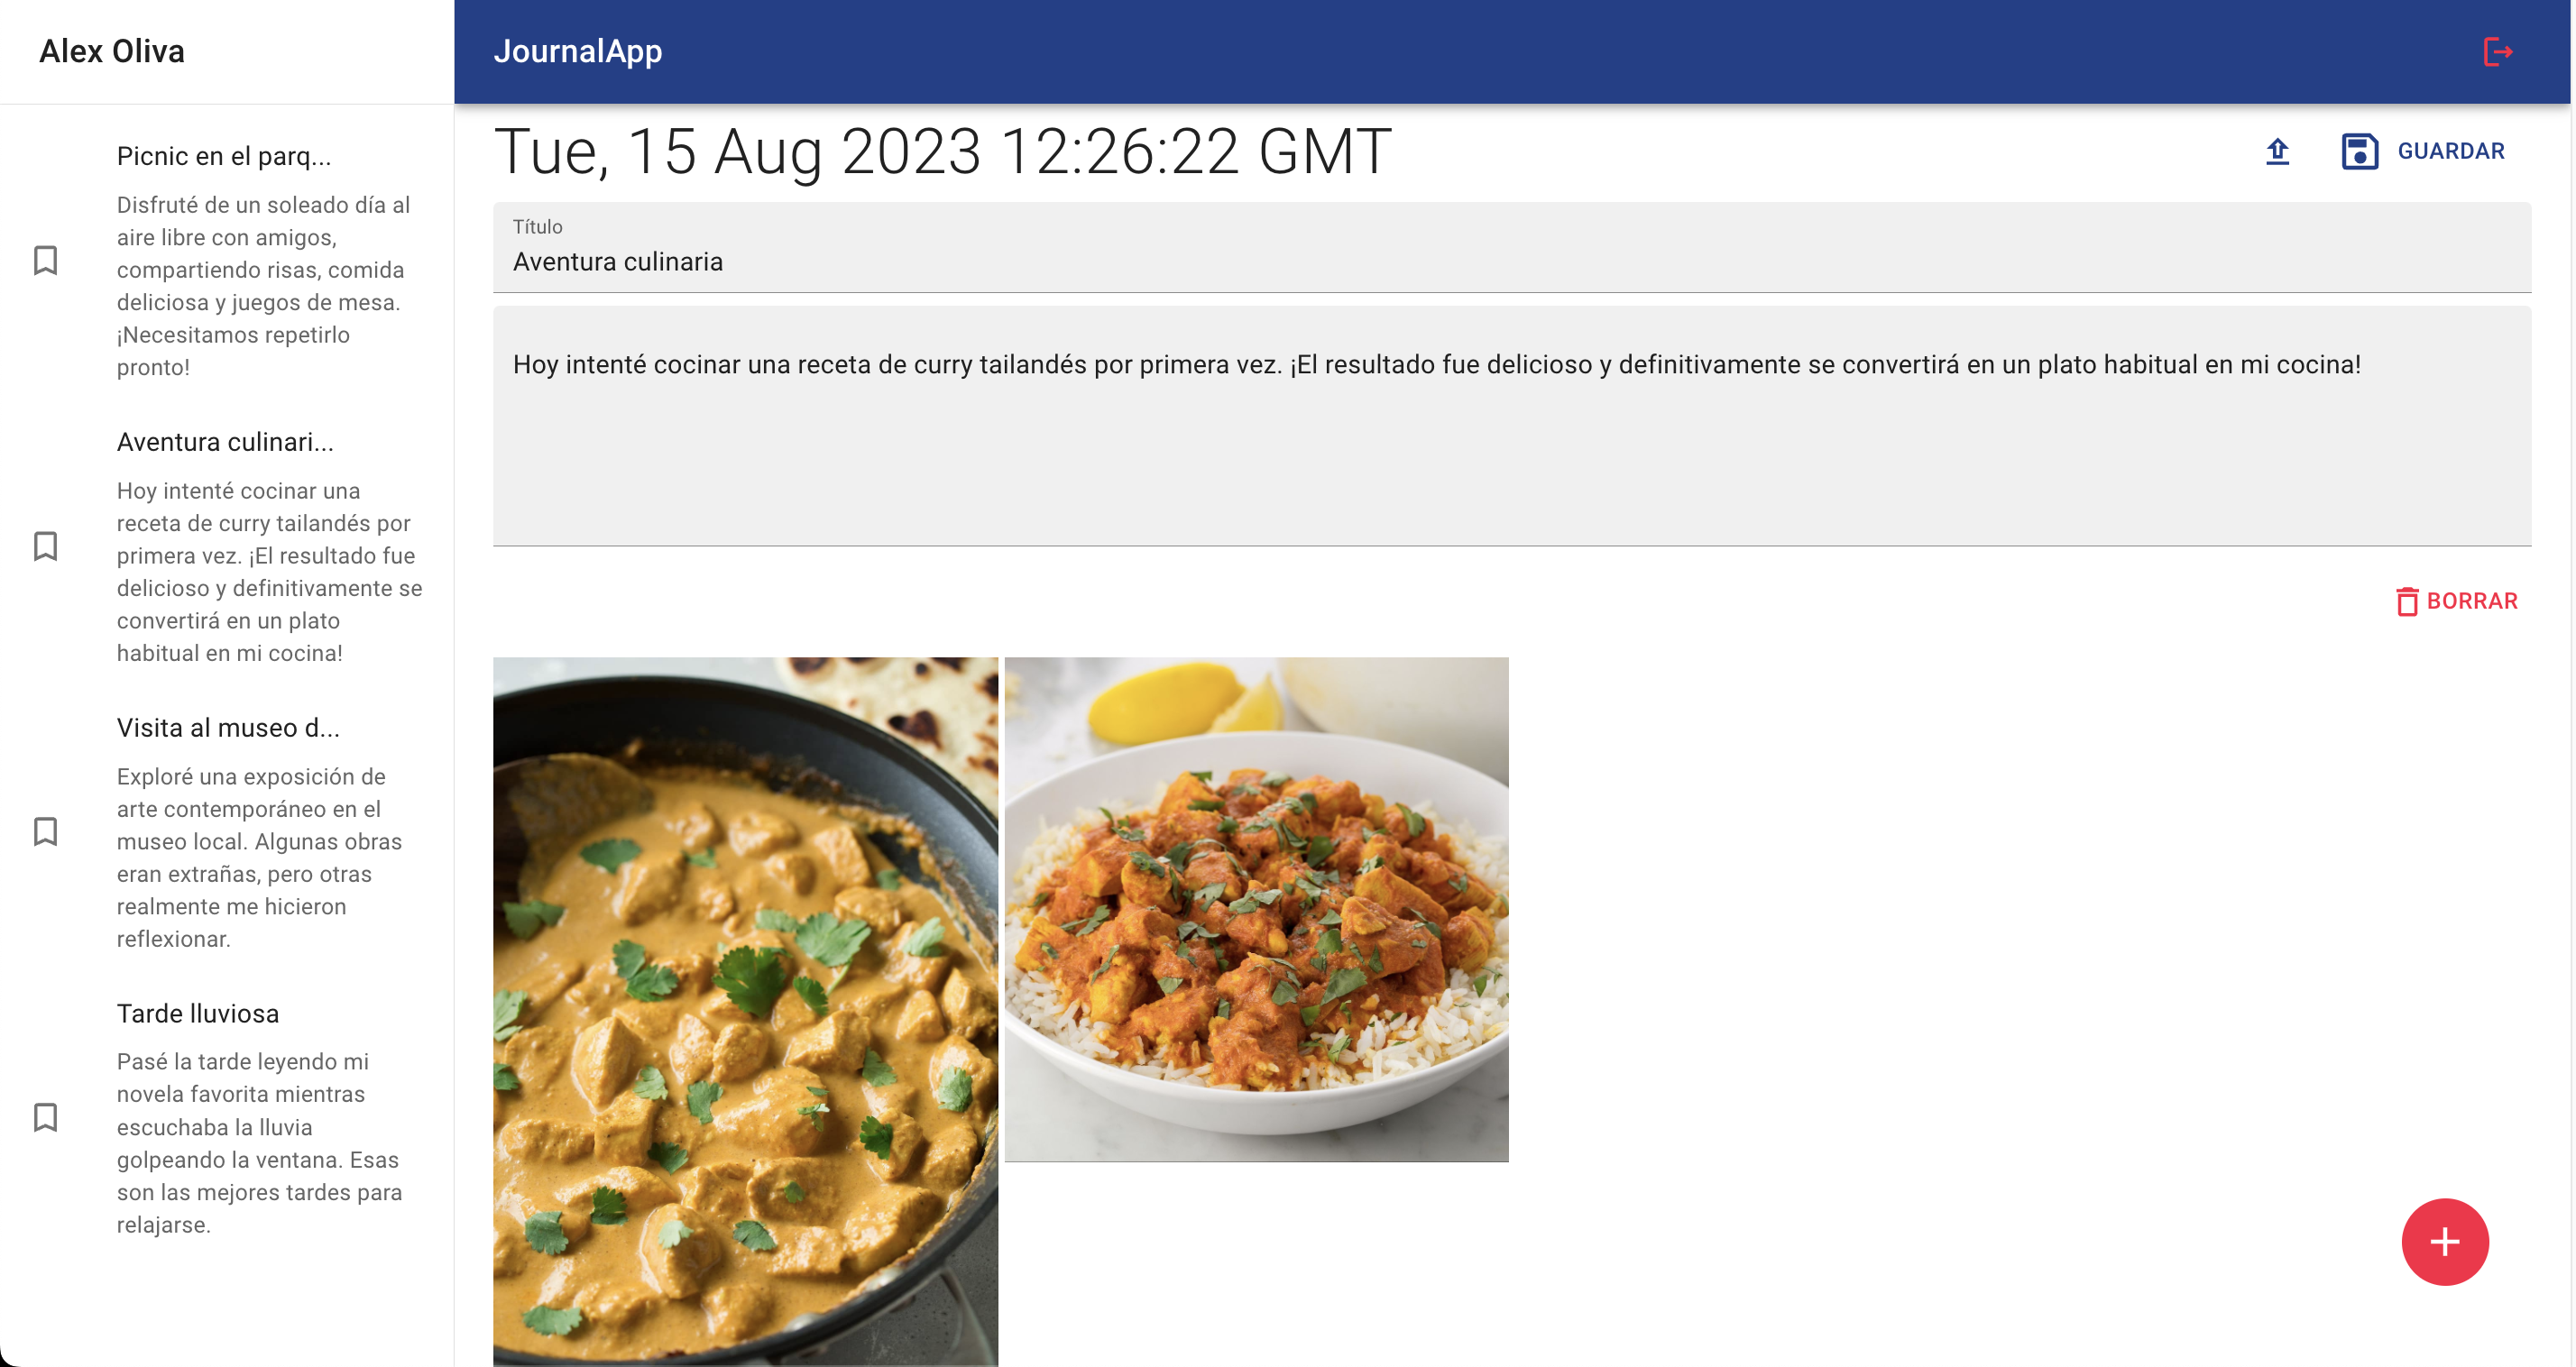 Alex Oliva
JournalApp
Picnic en el parq...
Disfruté de un soleado día al
aire libre con amigos,
compartiendo risas, comida
deliciosa y juegos de mesa.
¡Necesitamos repetirlo
pronto!
Aventura culinari...
Hoy intenté cocinar una
receta de curry tailandés por
primera vez. ¡El resultado fue
delicioso y definitivamente se
convertirá en un plato
habitual en mi cocina!
Visita al museo d...
Exploré una exposición de
arte contemporáneo en el
museo local. Algunas obras
eran extrañas, pero otras
realmente me hicieron
reflexionar.
Tarde lluviosa
Pasé la tarde leyendo mi
novela favorita mientras
escuchaba la lluvia
golpeando la ventana. Esas
son las mejores tardes para
relajarse.
Tue, 15 Aug 2023 12:26:22 GMT
GUARDAR
Título
Aventura culinaria
Hoy intenté cocinar una receta de curry tailandés por primera vez. ¡El resultado fue delicioso y definitivamente se convertirá en un plato habitual en mi cocina!
BORRAR